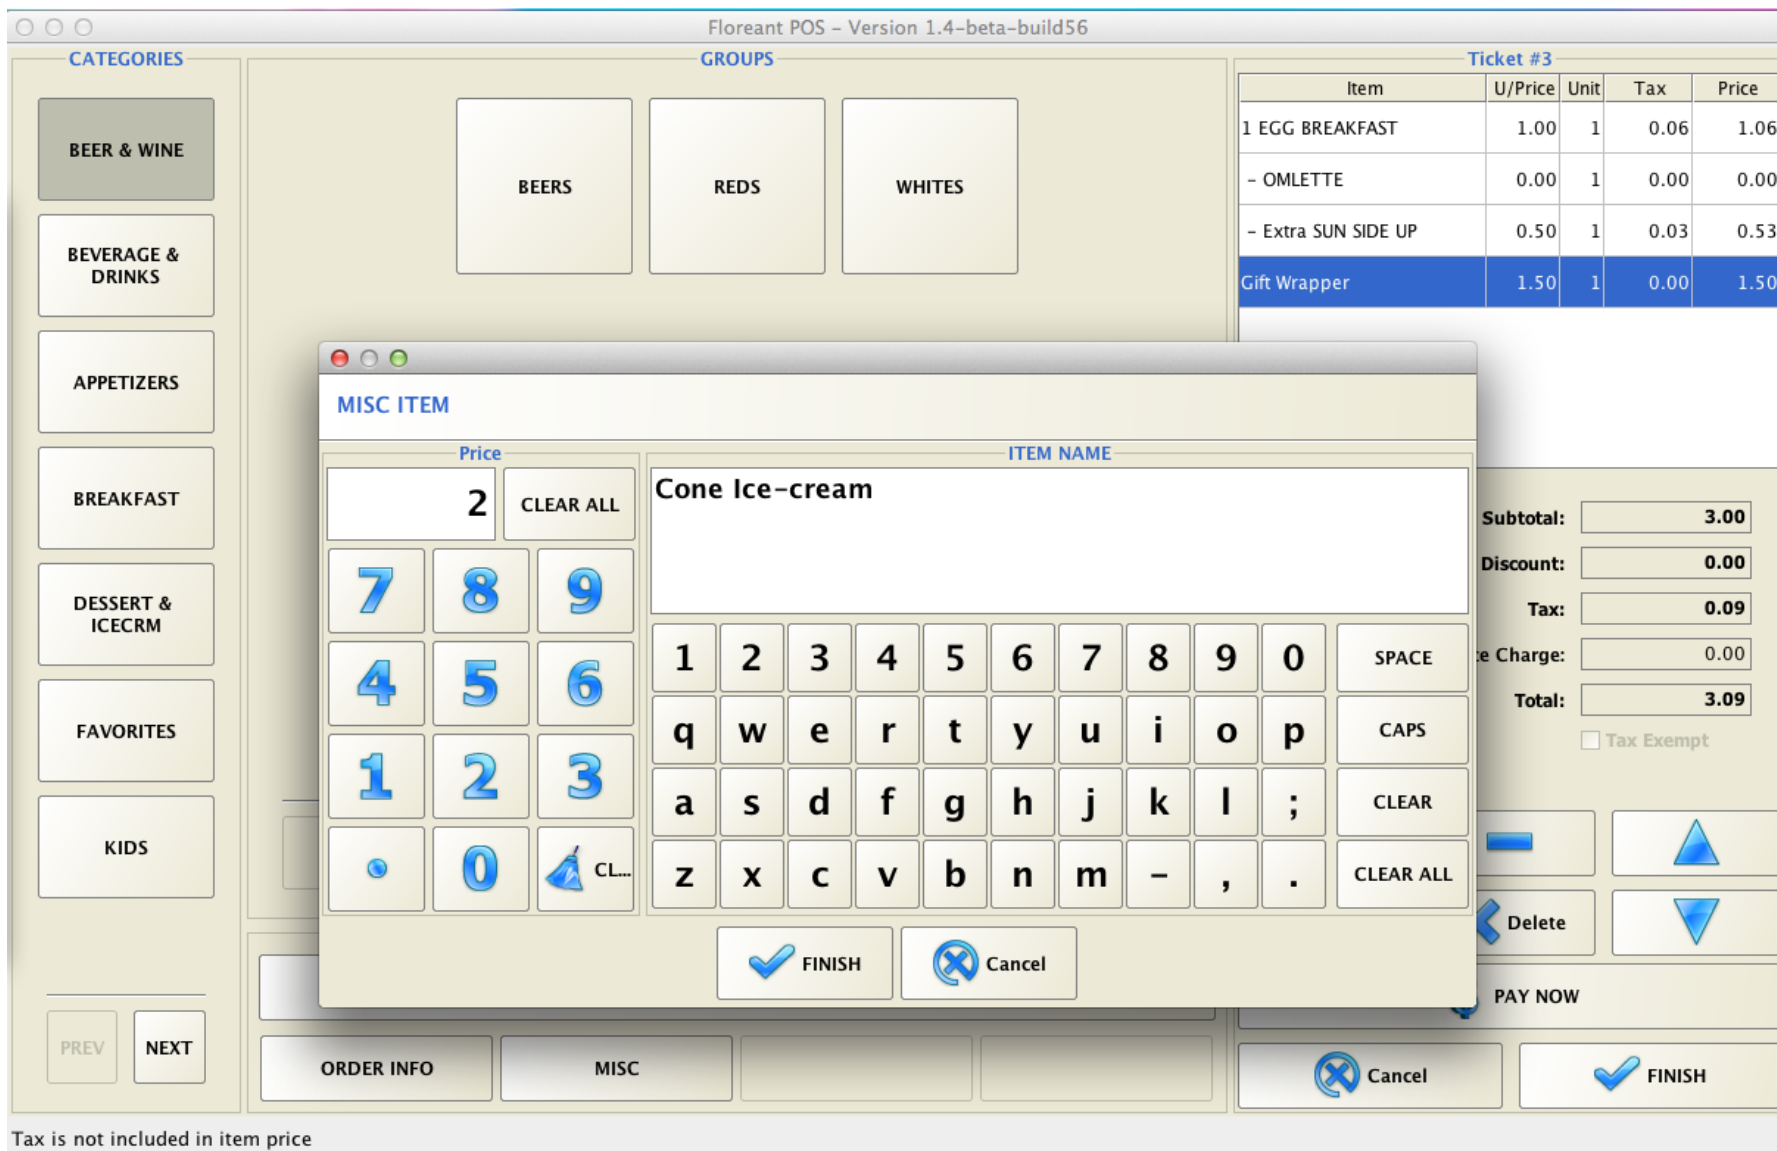 Floreant POS - Version 1.4-beta-build56
CATEGORIES
BEER & WINE
BEVERAGE &
DRINKS
APPETIZERS
BREAKFAST
DESSERT &
ICECRM
FAVORITES
KIDS
PREV NEXT
GROUPS
BEERS REDS WHITES
Ticket #3
Item U/Price Unit Tax Price
1 EGG BREAKFAST 1.00 1 0.06 1.06
- OMLETTE 0.00 1 0.00 0.00
- Extra SUN SIDE UP 0.50 1 0.03 0.53
Gift Wrapper 1.50 1 0.00 1.50
MISC ITEM
Price
2 CLEAR ALL
7 8 9
4 5 6
1 2 3
. 0 CL...
ITEM NAME
Cone Ice-cream
1 2 3 4 5 6 7 8 9 0 SPACE
q w e r t y u i o p CAPS
a s d f g h j k l ; CLEAR
z x c v b n m - , . CLEAR ALL
FINISH Cancel
Subtotal: 3.00
Discount: 0.00
Tax: 0.09
e Charge: 0.00
Total: 3.09
Tax Exempt
Delete
PAY NOW
ORDER INFO MISC
Cancel FINISH
Tax is not included in item price